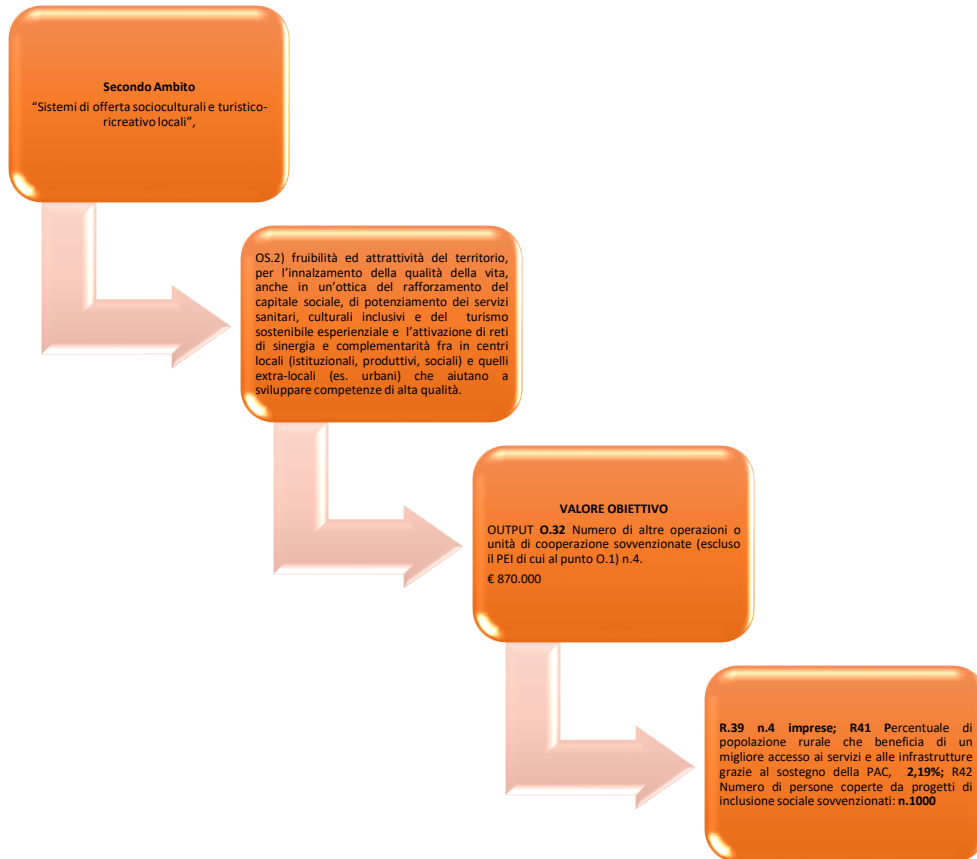 Secondo Ambito
“Sistemi di offerta socioculturali e turistico-
ricreativo locali”,
OS.2) fruibilità ed attrattività del territorio,
per l’innalzamento della qualità della vita,
anche in un’ottica del rafforzamento del
capitale sociale, di potenziamento dei servizi
sanitari, culturali inclusivi e del turismo
sostenibile esperienziale e l’attivazione di reti
di sinergia e complementarità fra in centri
locali (istituzionali, produttivi, sociali) e quelli
extra-locali (es. urbani) che aiutano a
sviluppare competenze di alta qualità.
VALORE OBIETTIVO
OUTPUT O.32 Numero di altre operazioni o
unità di cooperazione sovvenzionate (escluso
il PEI di cui al punto O.1) n.4.
€ 870.000
R.39 n.4 imprese; R41 Percentuale di
popolazione rurale che beneficia di un
migliore accesso ai servizi e alle infrastrutture
grazie al sostegno della PAC, 2,19%; R42
Numero di persone coperte da progetti di
inclusione sociale sovvenzionati: n.1000